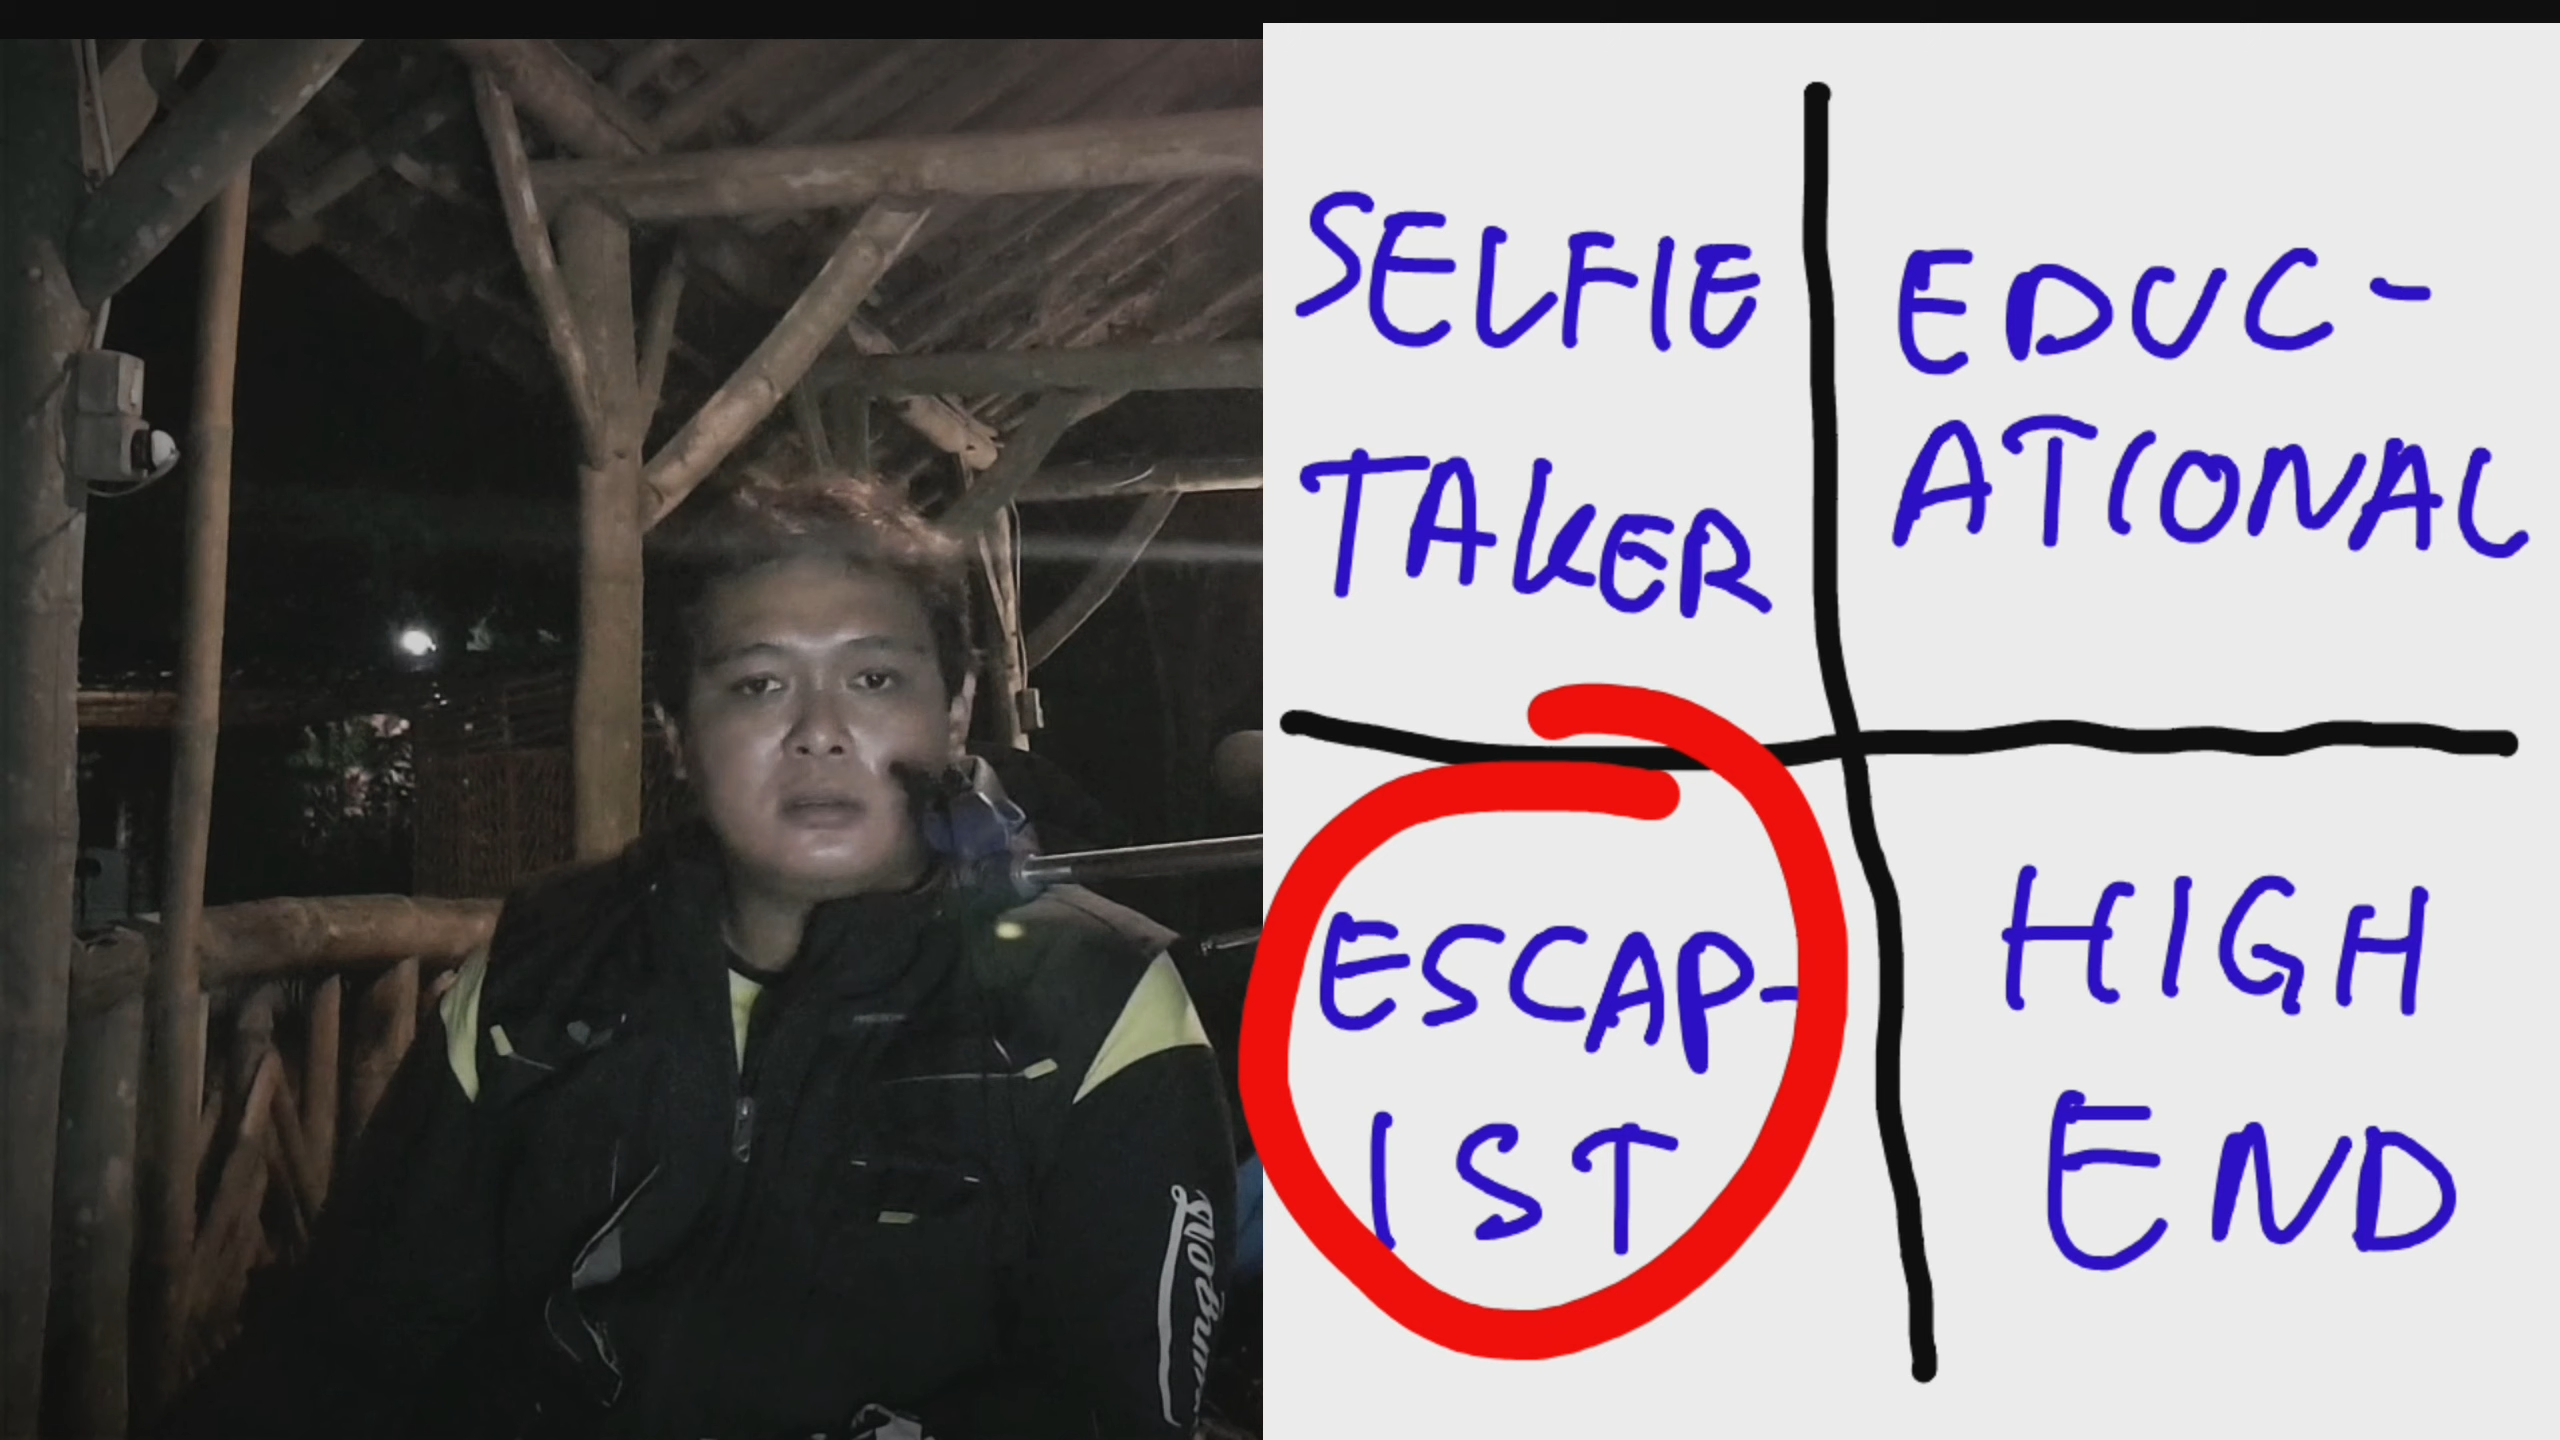 SELFIE
TAKER
EDUC-
ATIONAL
ESCAP-
IST
HIGH
END